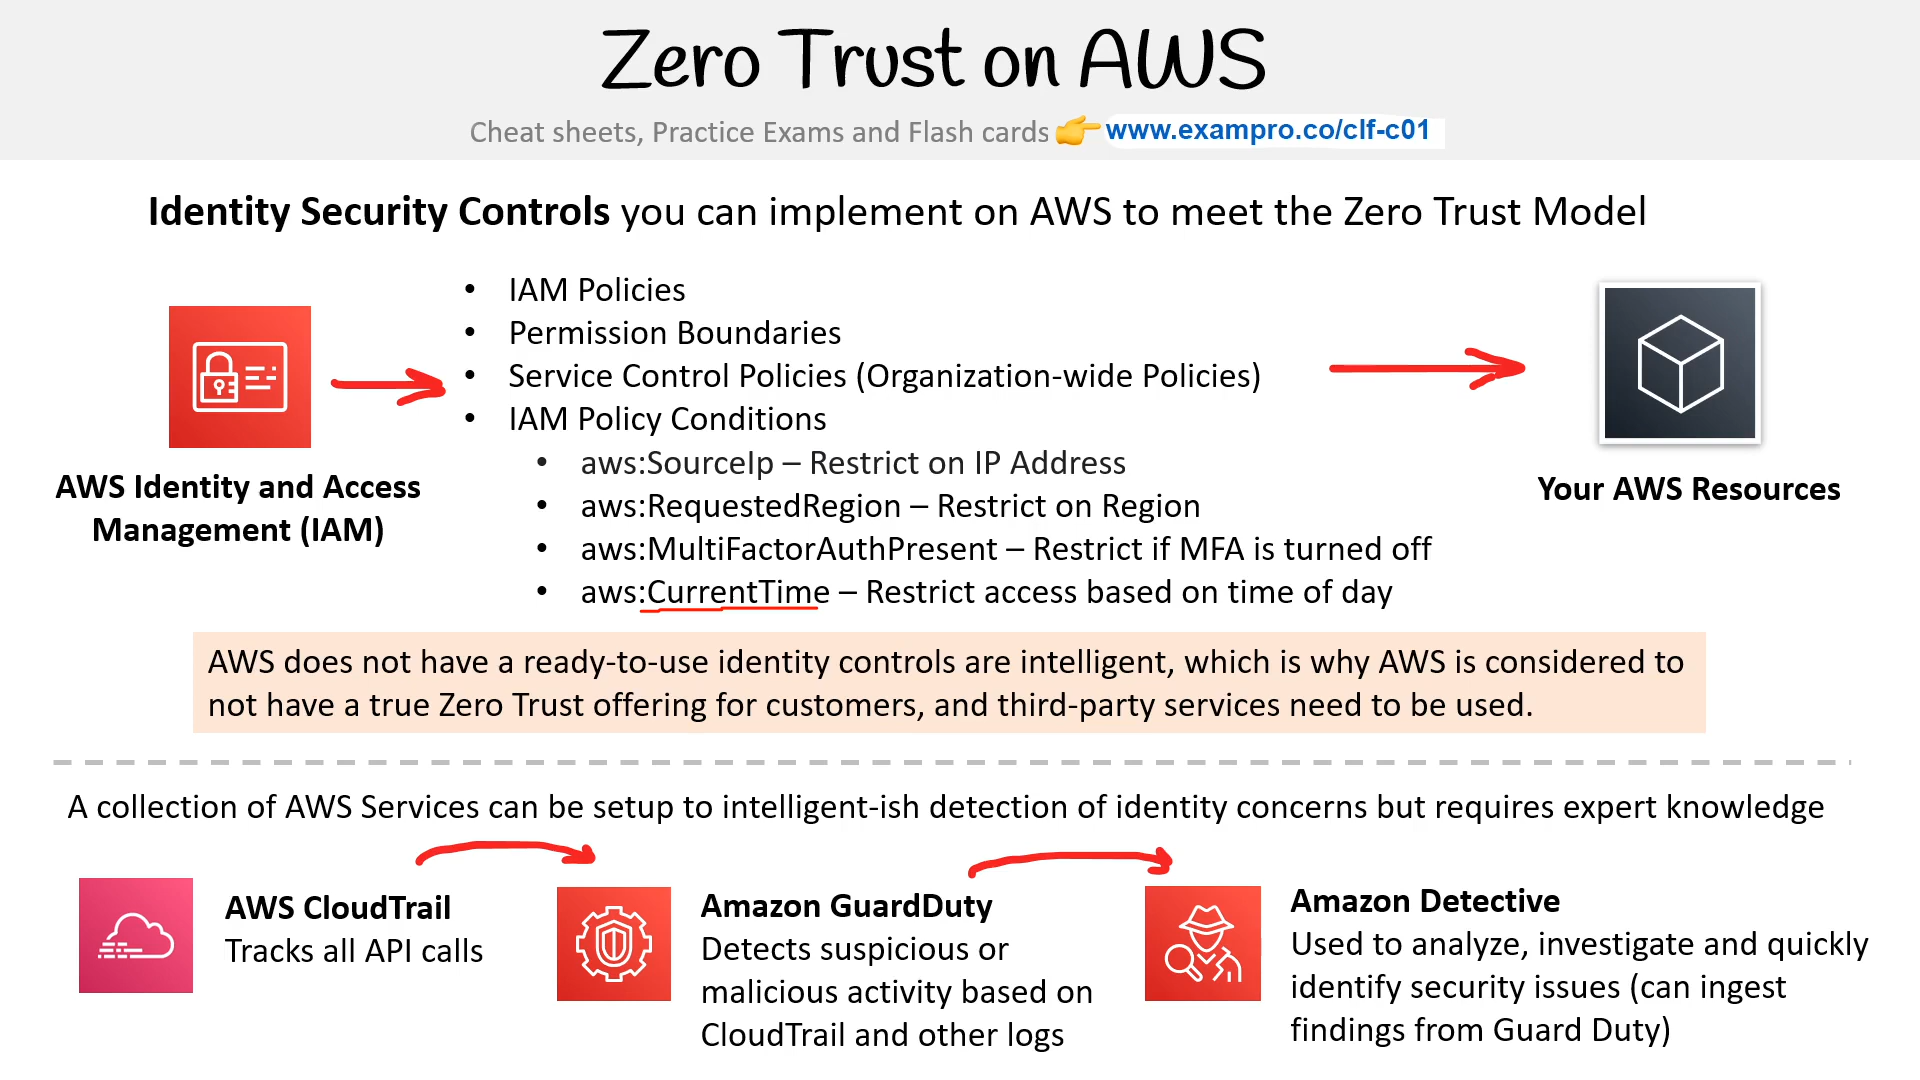 Zero Trust on AWS
Cheat sheets, Practice Exams and Flash cards 👉 www.exampro.co/clf-c01
Identity Security Controls you can implement on AWS to meet the Zero Trust Model
• IAM Policies
• Permission Boundaries
• Service Control Policies (Organization-wide Policies)
• IAM Policy Conditions
• aws:SourceIp – Restrict on IP Address
• aws:RequestedRegion – Restrict on Region
• aws:MultiFactorAuthPresent – Restrict if MFA is turned off
• aws:CurrentTime – Restrict access based on time of day
AWS Identity and Access
Management (IAM)
Your AWS Resources
AWS does not have a ready-to-use identity controls are intelligent, which is why AWS is considered to
not have a true Zero Trust offering for customers, and third-party services need to be used.
A collection of AWS Services can be setup to intelligent-ish detection of identity concerns but requires expert knowledge
AWS CloudTrail
Tracks all API calls
Amazon GuardDuty
Detects suspicious or
malicious activity based on
CloudTrail and other logs
Amazon Detective
Used to analyze, investigate and quickly
identify security issues (can ingest
findings from Guard Duty)